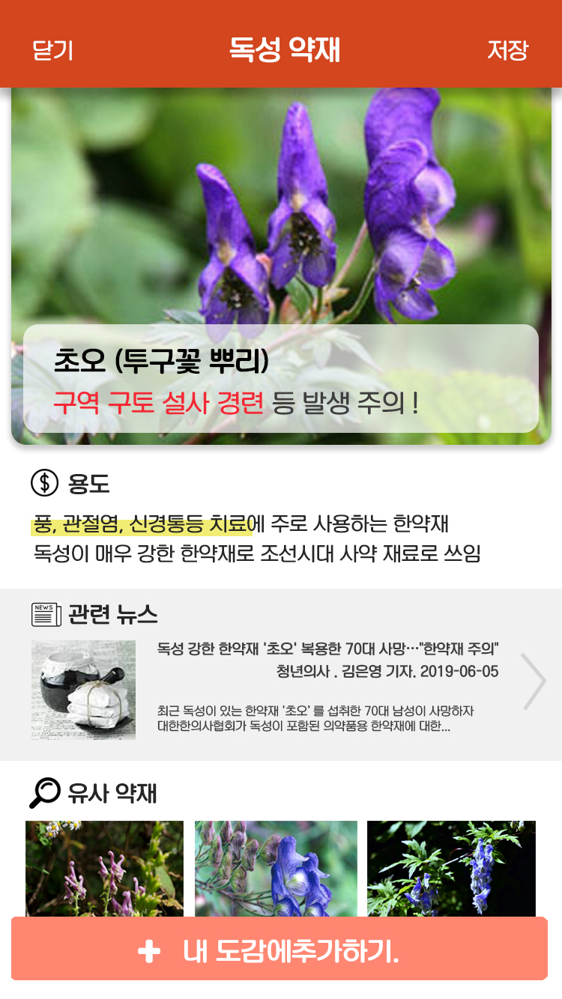 닫기 독성 약재 저장
초오 (투구꽃 뿌리)
구역 구토 설사 경련 등 발생 주의 !
용도
풍, 관절염, 신경통등 치료에 주로 사용하는 한약재
독성이 매우 강한 한약재로 조선시대 사약 재료로 쓰임
NEWS 관련 뉴스
독성 강한 한약재 '초오' 복용한 70대 사망…"한약재 주의"
청년의사 . 김은영 기자. 2019-06-05
최근 독성이 있는 한약재 '초오' 를 섭취한 70대 남성이 사망하자
대한한의사협회가 독성이 포함된 의약품용 한약재에 대한...
유사 약재
+ 내 도감에추가하기.